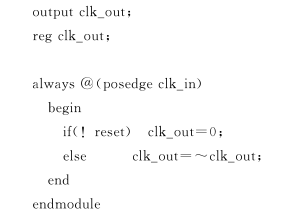 output clk_out;
reg clk_out;
always @(posedge clk_in)
begin
if(! reset) clk_out=0;
else clk_out=~clk_out;
end
endmodule